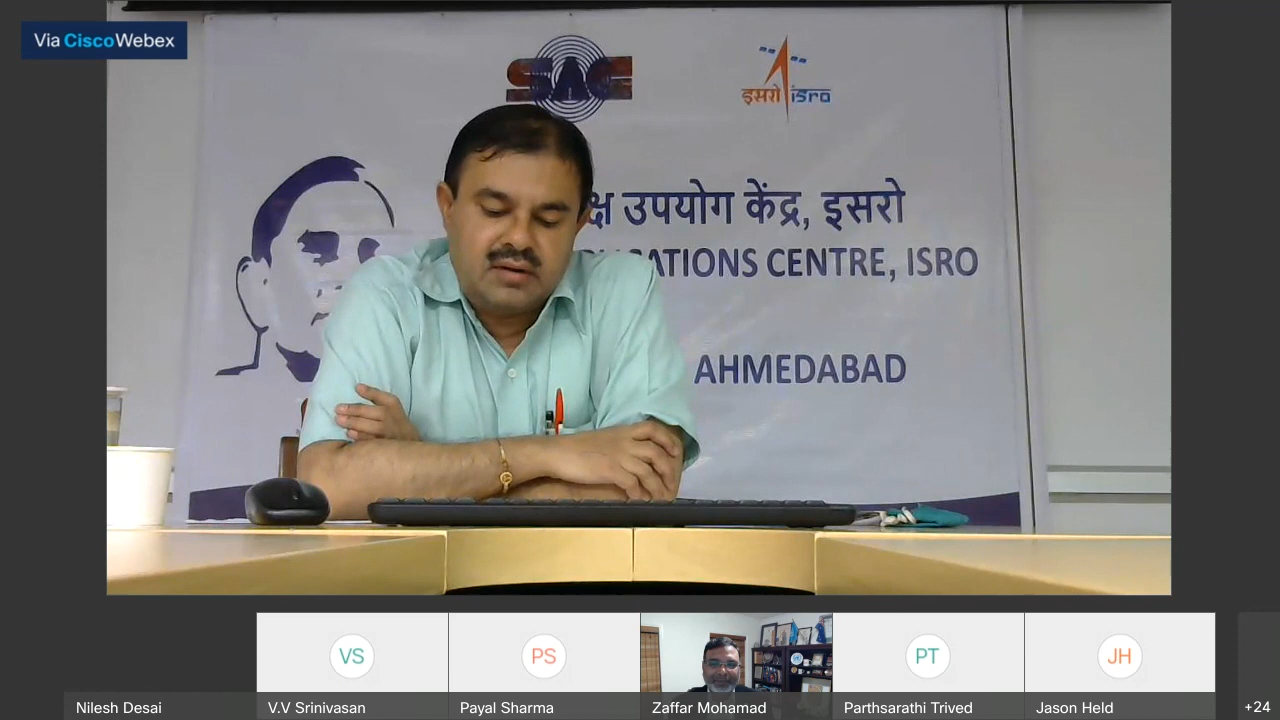 Via CiscoWebex
SAC
इसरो isro
क्ष उपयोग केंद्र, इसरो
CATIONS CENTRE, ISRO
AHMEDABAD
VS
PS
PT
JH
Nilesh Desai
V.V Srinivasan
Payal Sharma
Zaffar Mohamad
Parthsarathi Trived
Jason Held
+24